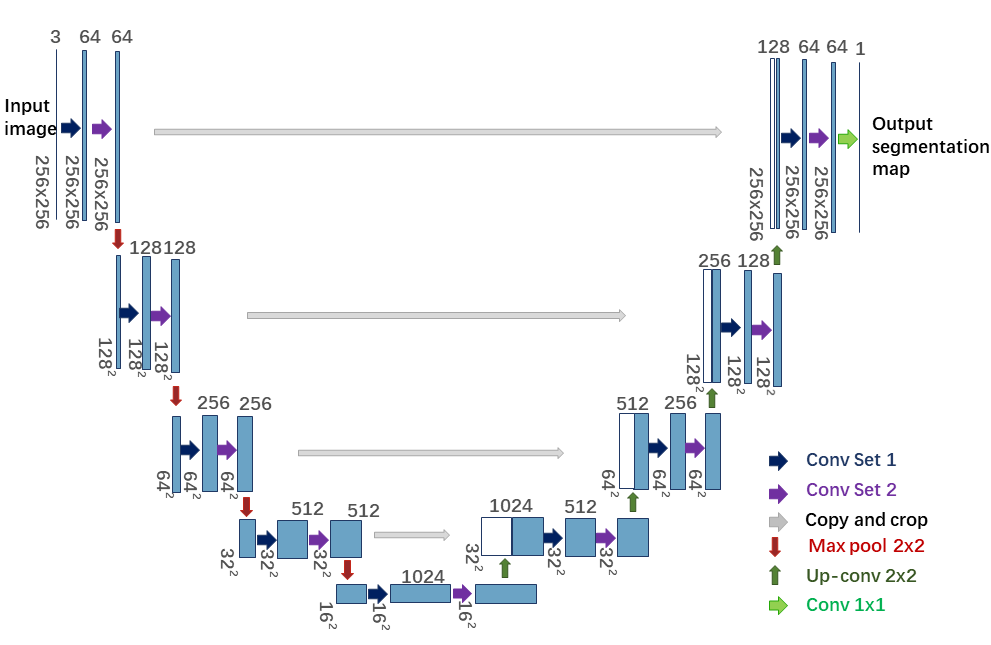 3 64 64
128 64 64 1
Input
image
Output
segmentation
map
256x256
256x256
256x256
256x256
256x256
256x256
128 128
256 128
128²
128²
128²
128²
128²
128²
256 256
512 256
64²
64²
64²
64²
64²
64²
512 512
1024 512
32²
32²
32²
32²
32²
32²
1024
16²
16²
16²
Conv Set 1
Conv Set 2
Copy and crop
Max pool 2x2
Up-conv 2x2
Conv 1x1